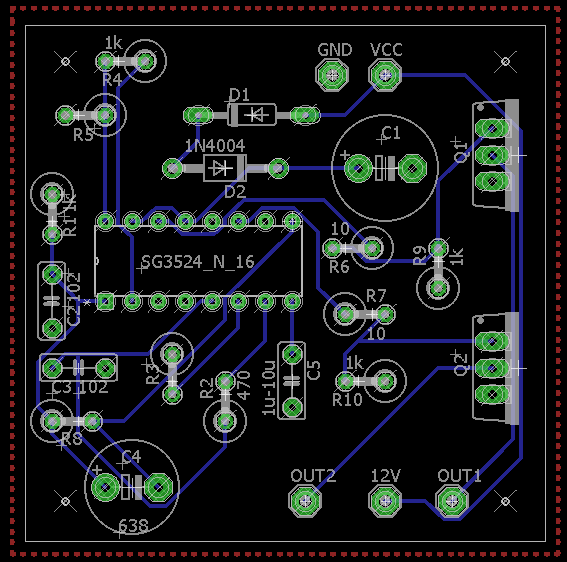 1k
GND VCC
R4
D1
R5
C1
Q1
1N4004
D2
R1
10
R6
R9
1k
SG3524_N_16
C2
102
R7
10
C3 102
R3
R2
470
1u-10u
C5
1k
R10
Q2
R8
C4
638
OUT2 12V OUT1